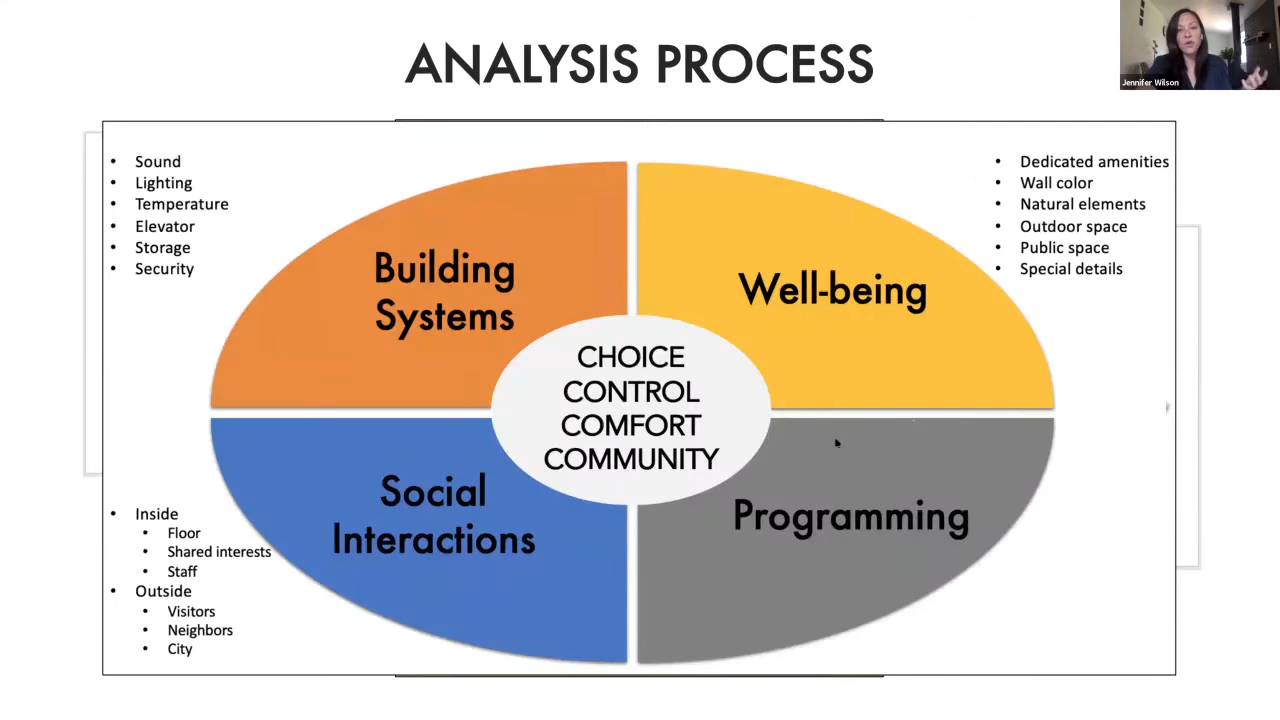 ANALYSIS PROCESS
Jennifer Wilson
• Sound
• Lighting
• Temperature
• Elevator
• Storage
• Security
• Dedicated amenities
• Wall color
• Natural elements
• Outdoor space
• Public space
• Special details
Building
Systems
Well-being
CHOICE
CONTROL
COMFORT
COMMUNITY
Social
Interactions
Programming
• Inside
• Floor
• Shared interests
• Staff
• Outside
• Visitors
• Neighbors
• City